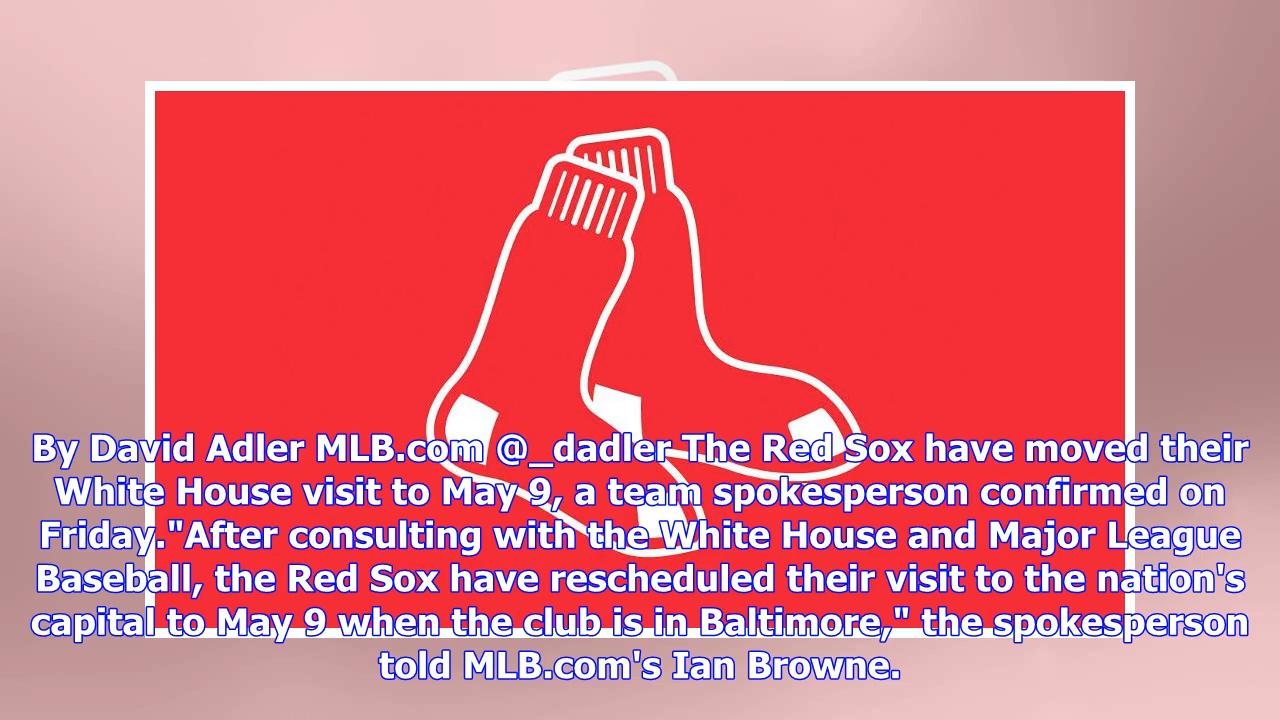 By David Adler MLB.com @_dadler The Red Sox have moved their
White House visit to May 9, a team spokesperson confirmed on
Friday."After consulting with the White House and Major League
Baseball, the Red Sox have rescheduled their visit to the nation's
capital to May 9 when the club is in Baltimore," the spokesperson
told MLB.com's Ian Browne.